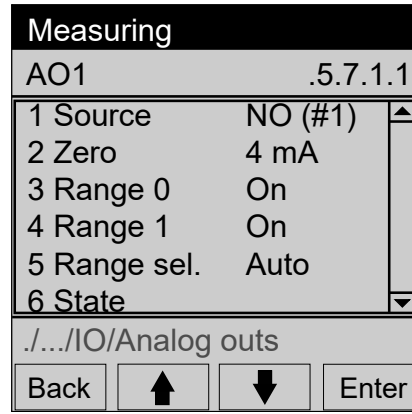 Measuring
AO1 .5.7.1.1
1 Source NO (#1)
2 Zero 4 mA
3 Range 0 On
4 Range 1 On
5 Range sel. Auto
6 State
./.../IO/Analog outs
Back Enter